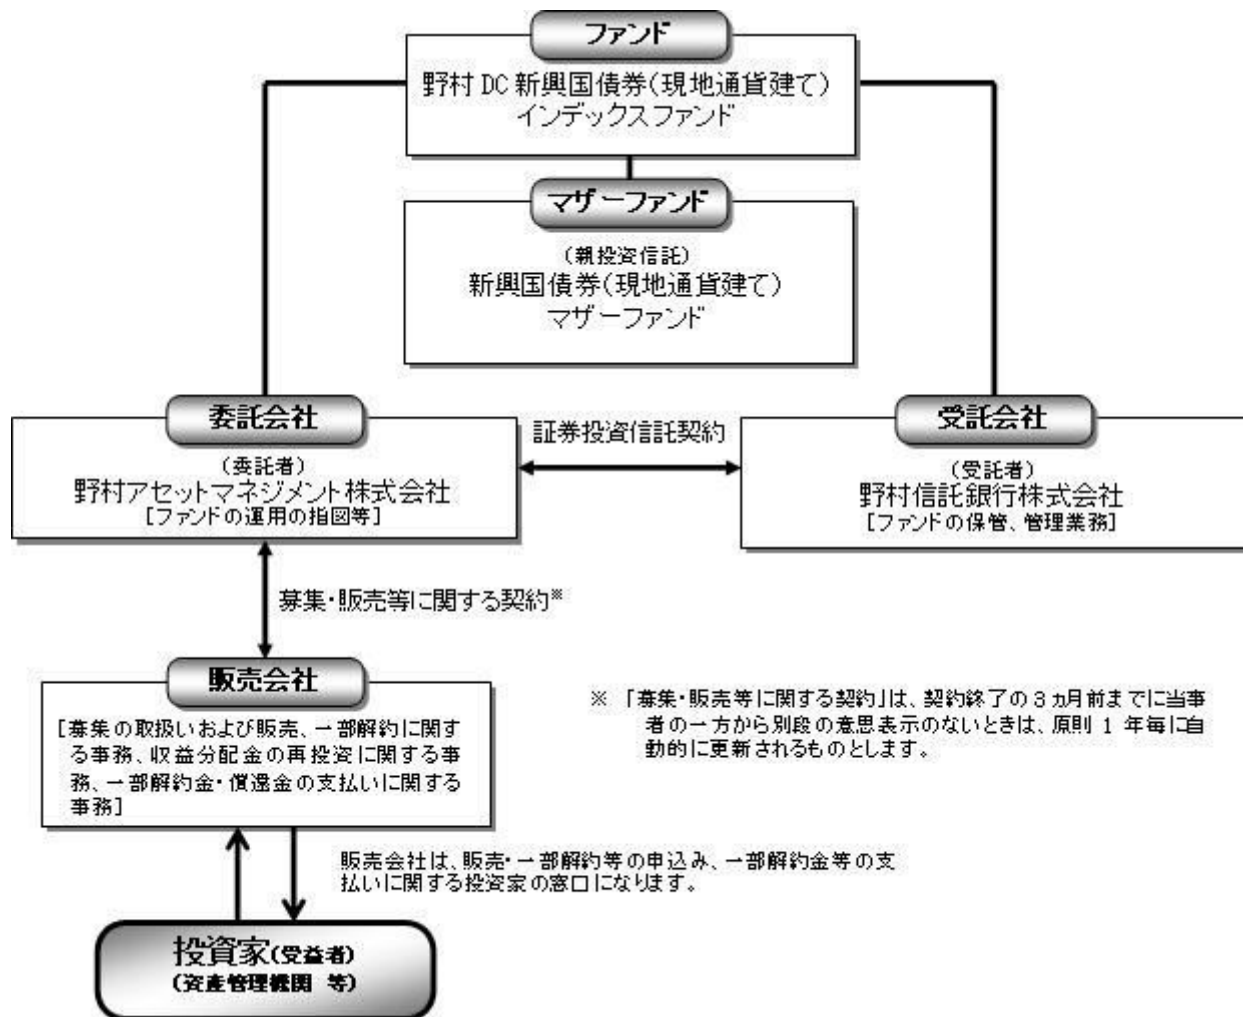 ファンド
野村 DC 新興国債券(現地通貨建て)
インデックスファンド
マザーファンド
(親投資信託)
新興国債券(現地通貨建て)
マザーファンド
委託会社
(委託者)
野村アセットマネジメント株式会社
[ファンドの運用の指図等]
証券投資信託契約
受託会社
(受託者)
野村信託銀行株式会社
[ファンドの保管、管理業務]
募集・販売等に関する契約※
販売会社
[募集の取扱いおよび販売、一部解約に関す
る事務、収益分配金の再投資に関する事
務、一部解約金・償還金の支払いに関する
事務]
※ 「募集・販売等に関する契約」は、契約終了の3ヵ月前までに当事
者の一方から別段の意思表示のないときは、原則 1 年毎に自
動的に更新されるものとします。
販売会社は、販売・一部解約等の申込み、一部解約金等の支
払いに関する投資家の窓口になります。
投資家(受益者)
(資産管理機関 等)